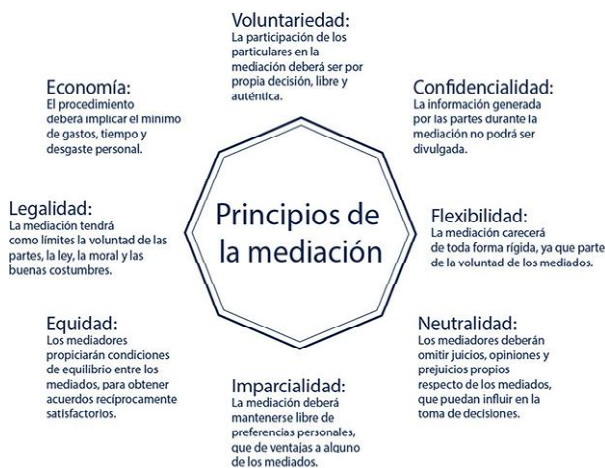 Voluntariedad:
La participación de los
particulares en la
mediación deberá ser por
propia decisión, libre y
auténtica.
Confidencialidad:
La información generada
por las partes durante la
mediación no podrá ser
divulgada.
Flexibilidad:
La mediación carecerá
de toda forma rígida, ya que parte
de la voluntad de los mediados.
Neutralidad:
Los mediadores deberán
omitir juicios, opiniones y
prejuicios propios
respecto de los mediados,
que puedan influir en la
toma de decisiones.
Imparcialidad:
La mediación deberá
mantenerse libre de
preferencias personales,
que de ventajas a alguno
de los mediados.
Equidad:
Los mediadores
propiciarán condiciones
de equilibrio entre los
mediados, para obtener
acuerdos recíprocamente
satisfactorios.
Legalidad:
La mediación tendrá
como límites la voluntad de las
partes, la ley, la moral y las
buenas costumbres.
Economía:
El procedimiento
deberá implicar el mínimo
de gastos, tiempo y
desgaste personal.
Principios de
la mediación